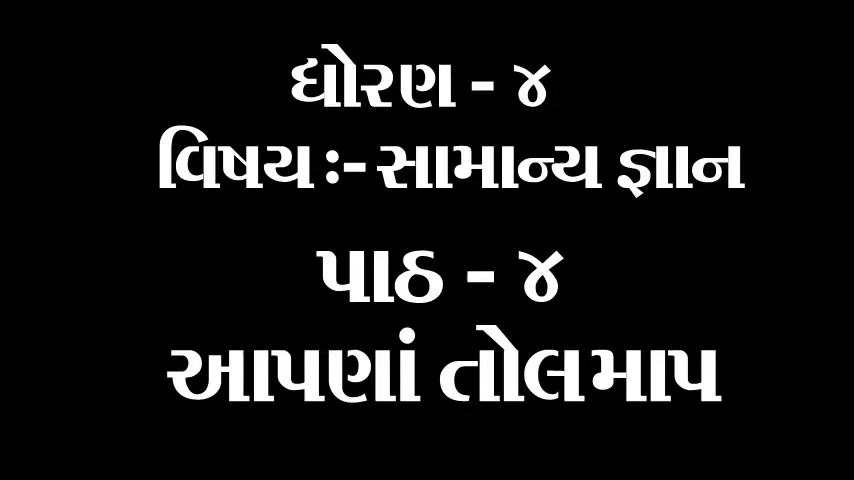 ધોરણ - ૪
વિષય :- સામાન્ય જ્ઞાન
પાઠ - ૪
આપણાં તોલમાપ